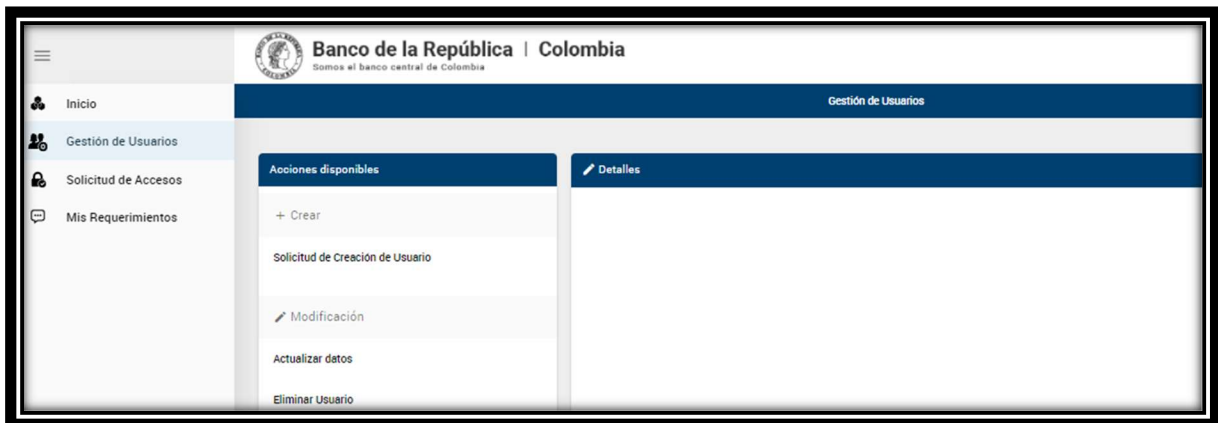 Banco de la República | Colombia
Somos el banco central de Colombia
Inicio
Gestión de Usuarios
Solicitud de Accesos
Mis Requerimientos
Gestión de Usuarios
Acciones disponibles
+ Crear
Solicitud de Creación de Usuario
Modificación
Actualizar datos
Eliminar Usuario
Detalles